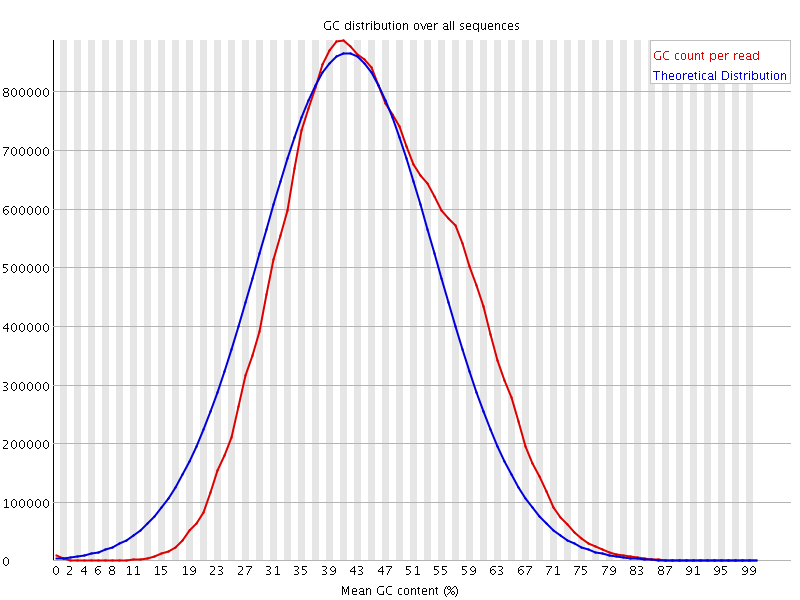 GC distribution over all sequences
GC count per read
Theoretical Distribution
800000
700000
600000
500000
400000
300000
200000
100000
0
0 2 4 6 8 11 15 19 23 27 31 35 39 43 47 51 55 59 63 67 71 75 79 83 87 91 95 99
Mean GC content (%)